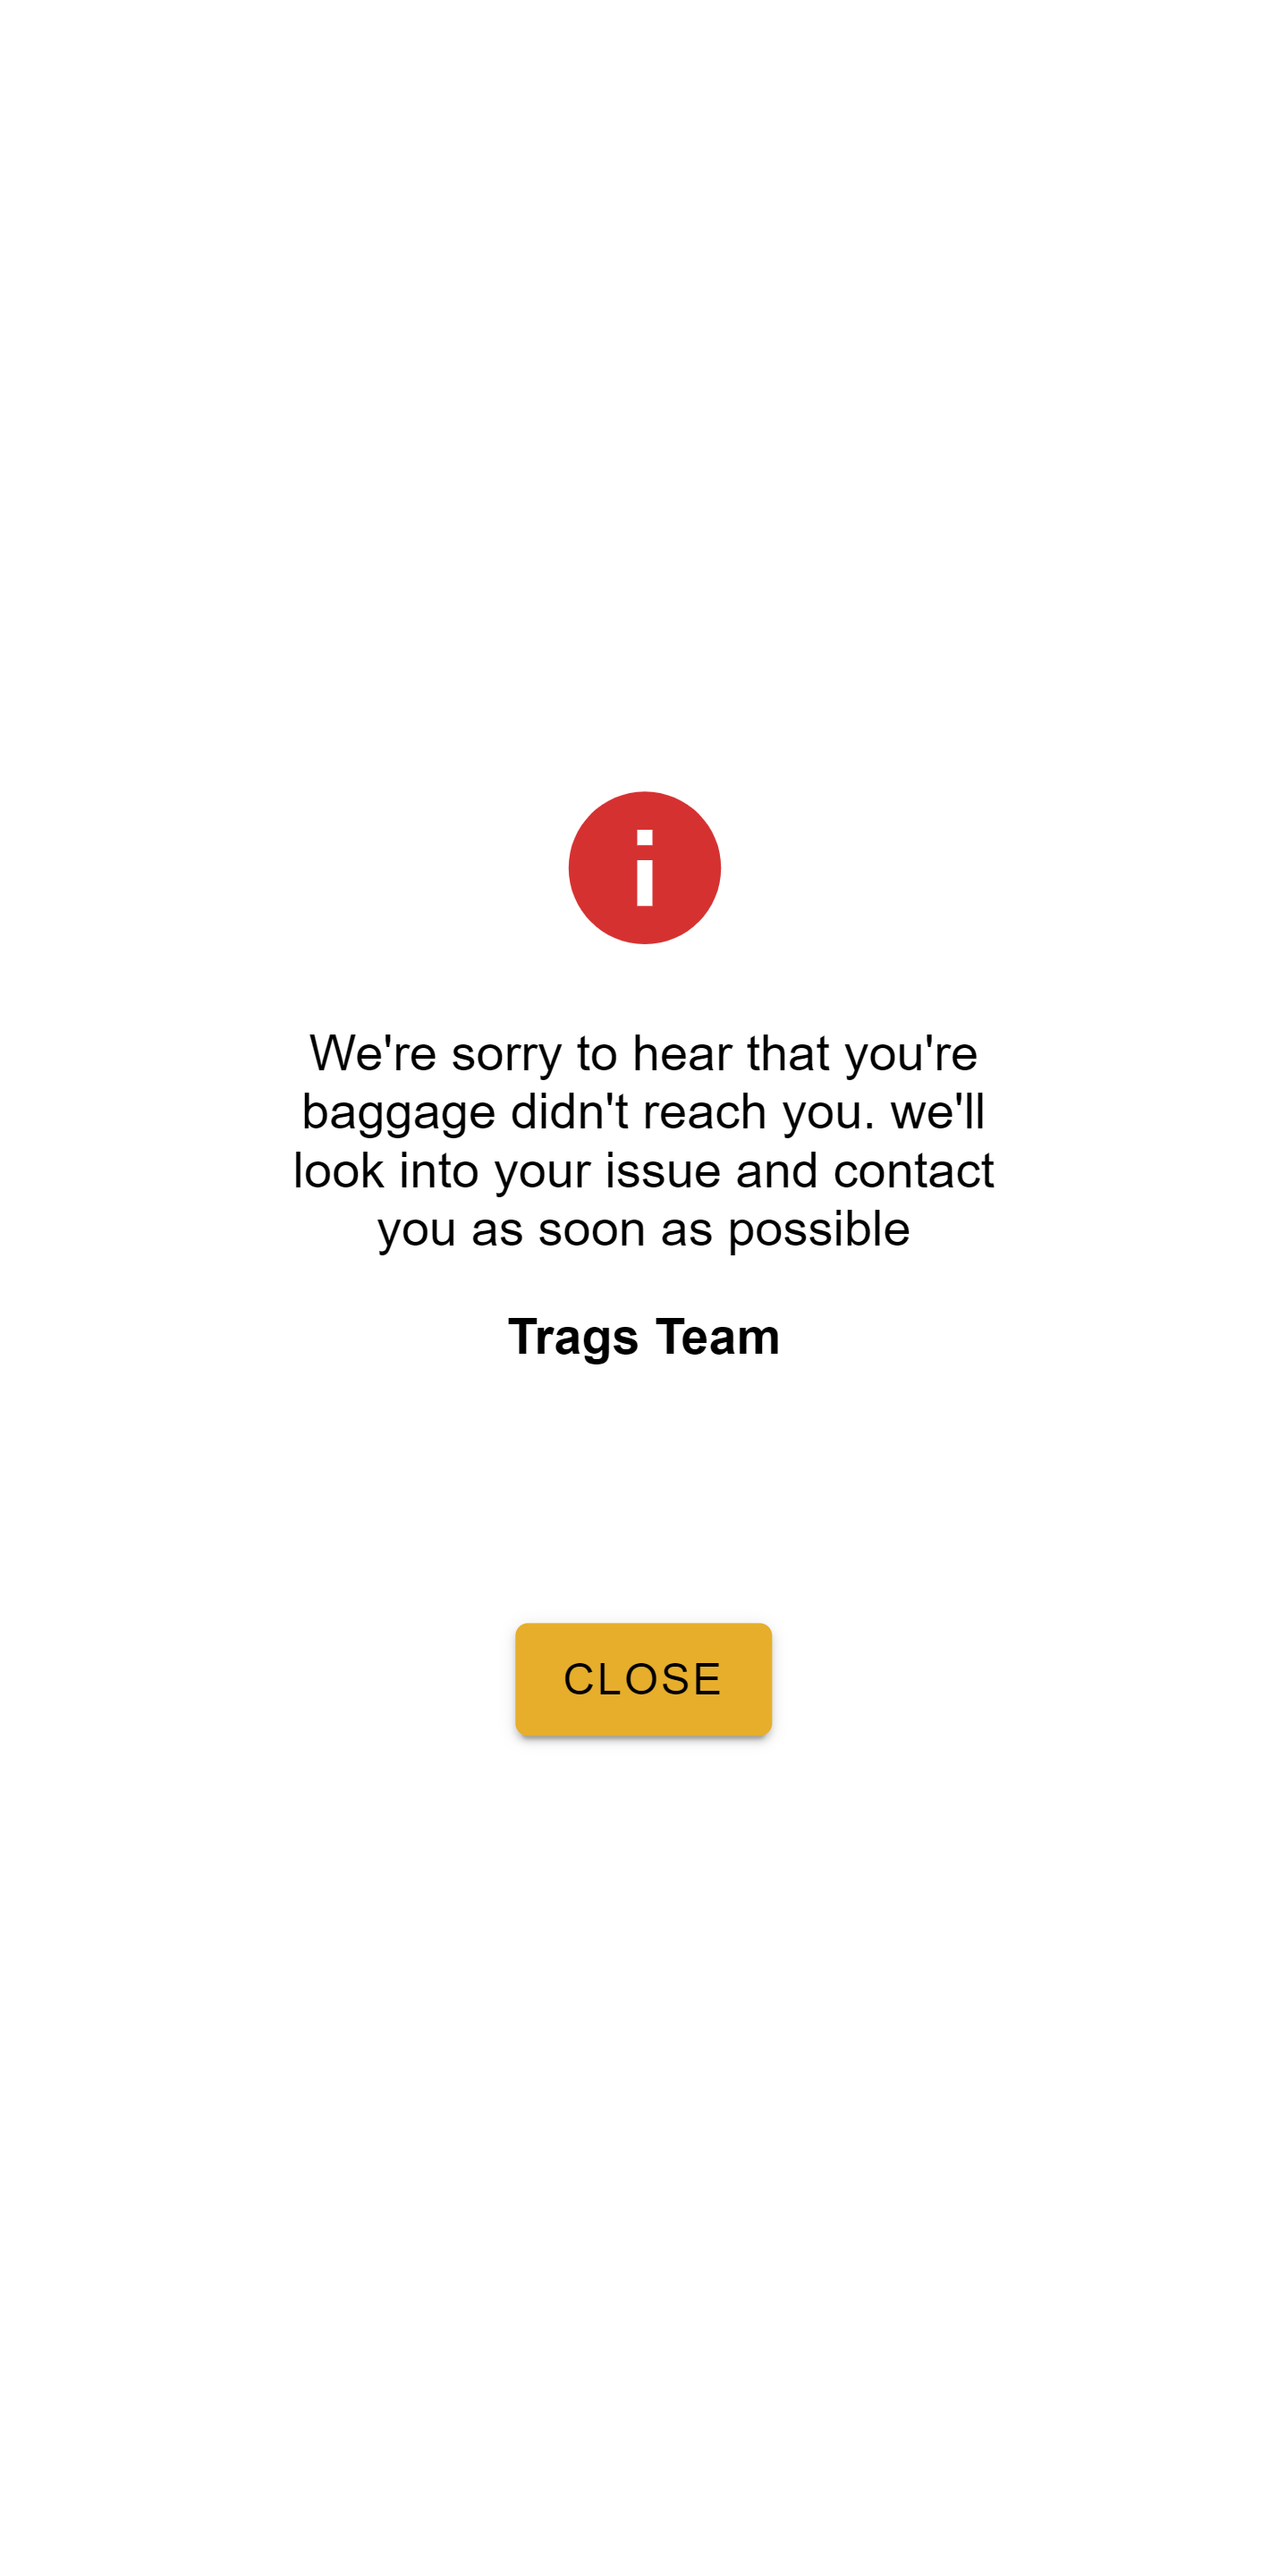 We're sorry to hear that you're
baggage didn't reach you. we'll
look into your issue and contact
you as soon as possible
Trags Team
CLOSE